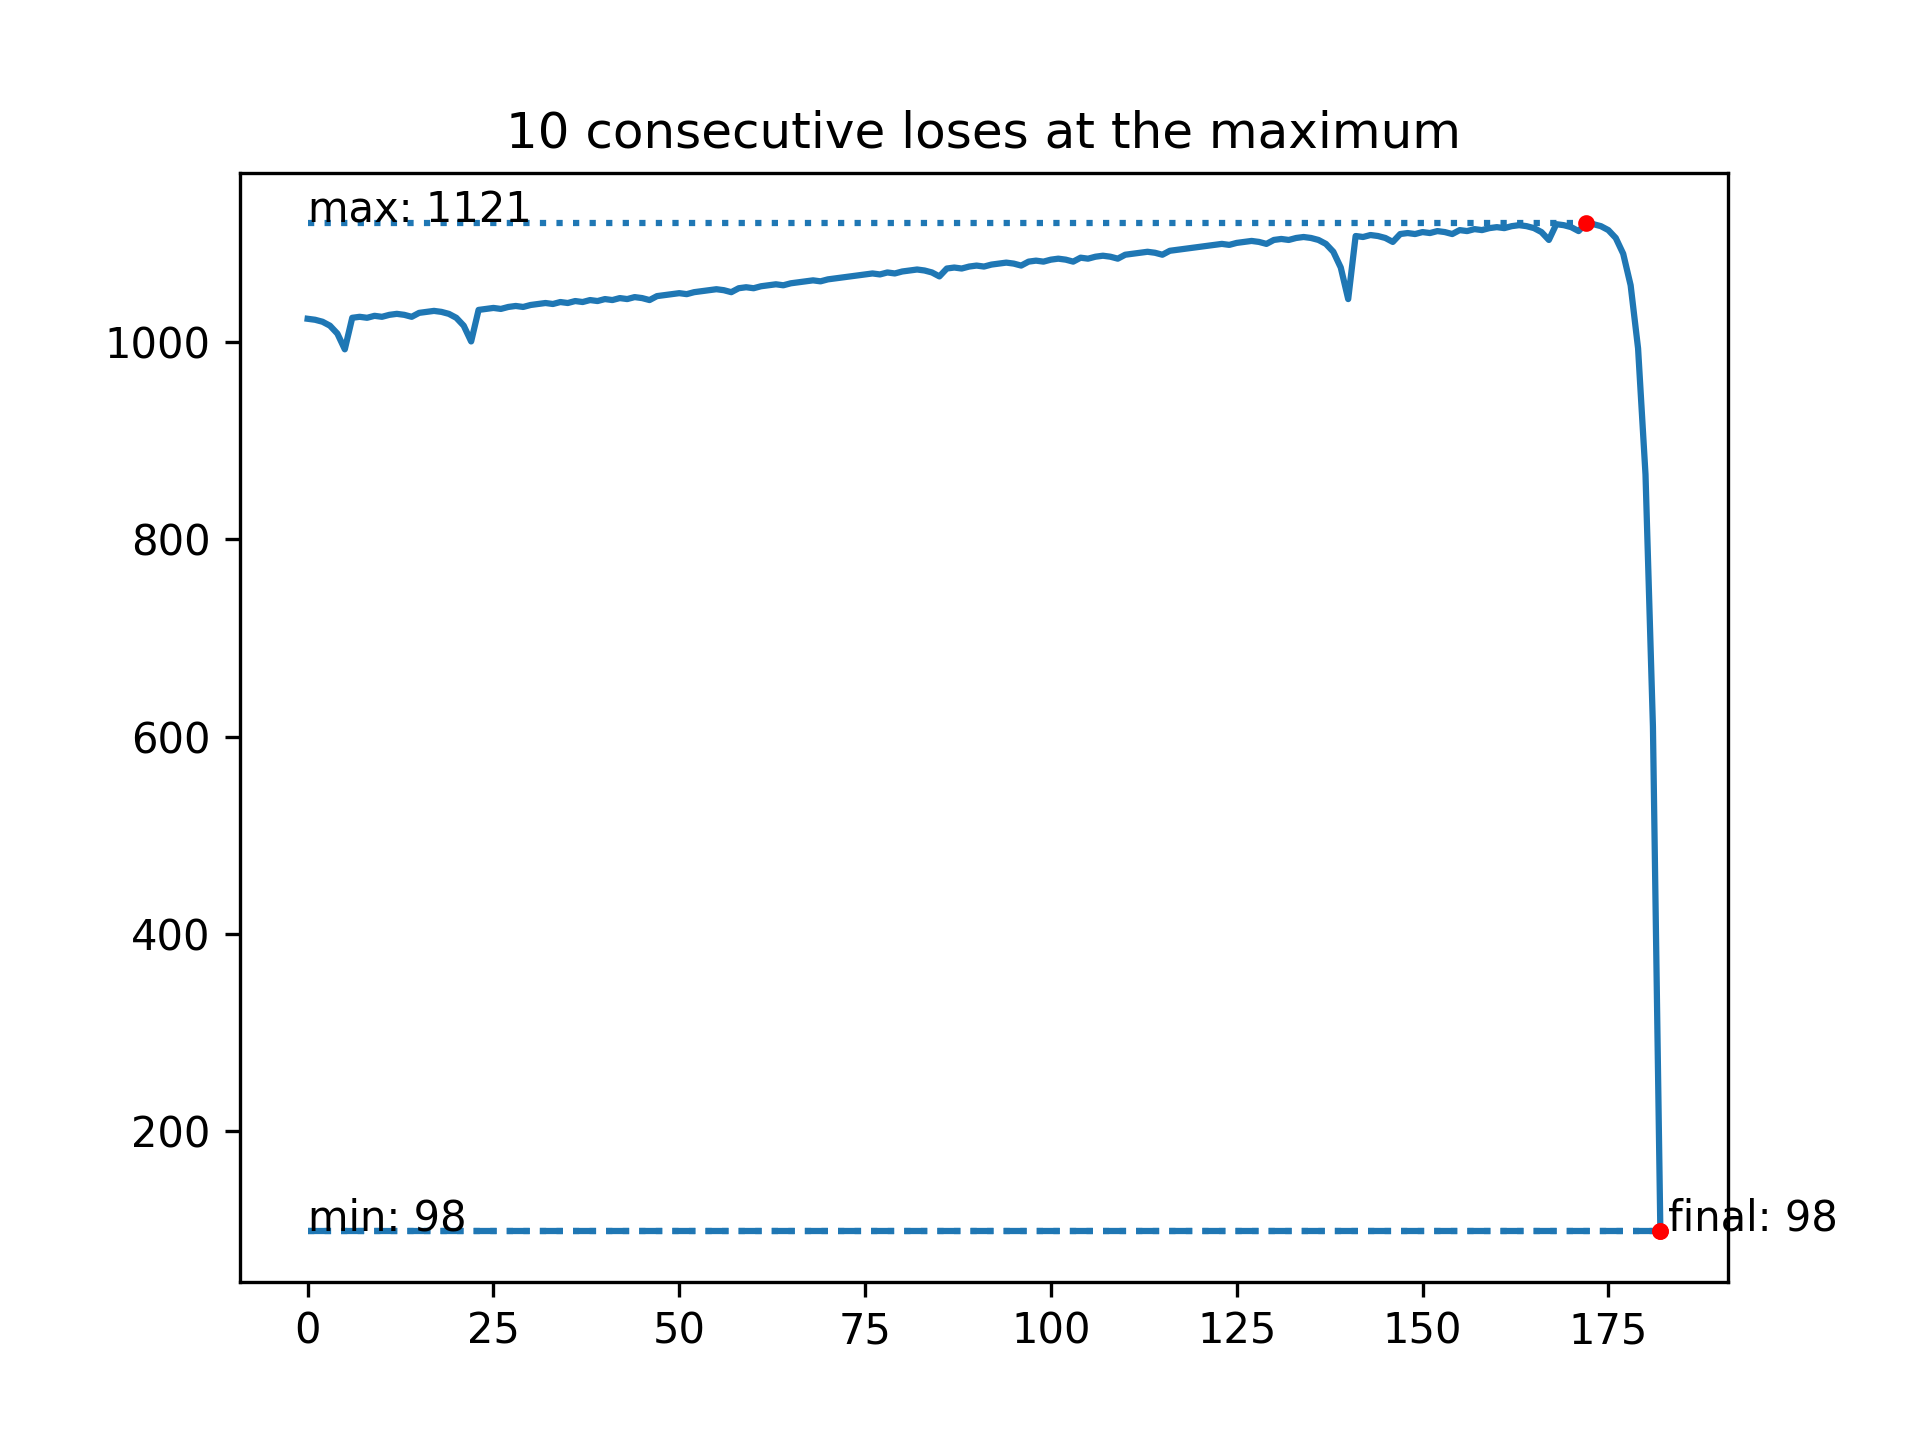 10 consecutive loses at the maximum
max: 1121
1000
800
600
400
200
min: 98
final: 98
0 25 50 75 100 125 150 175